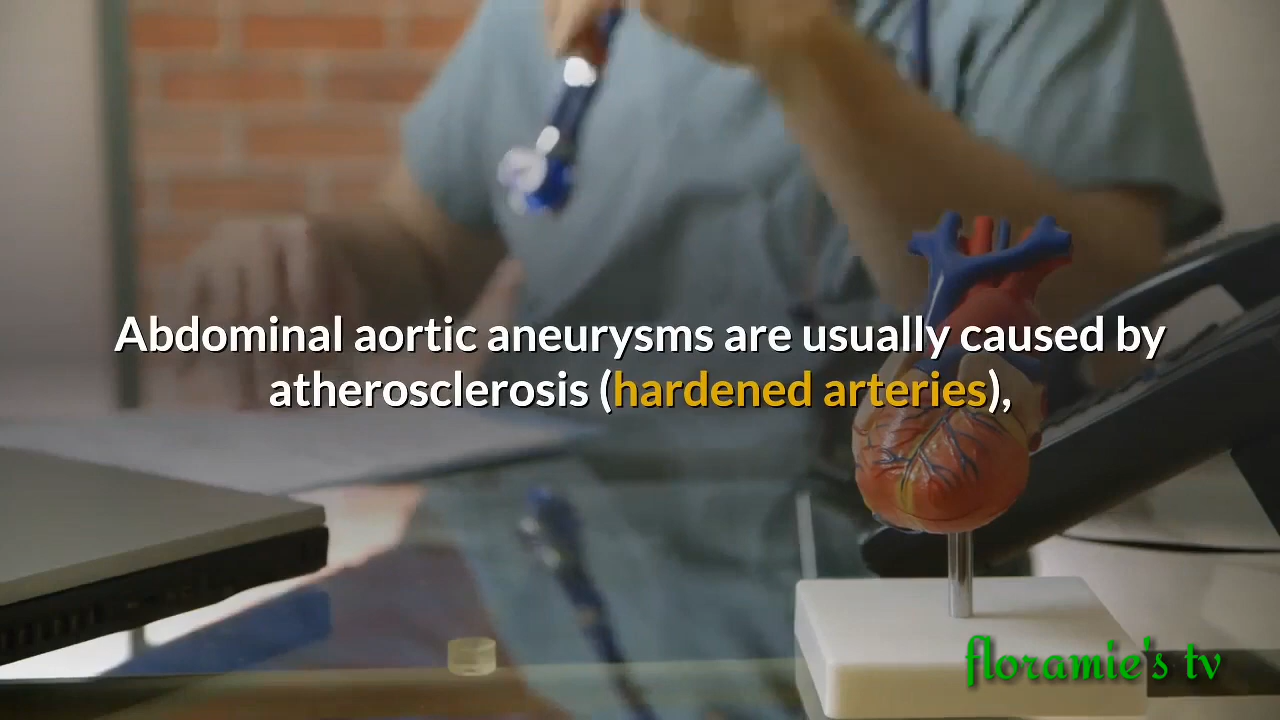 Abdominal aortic aneurysms are usually caused by
atherosclerosis (hardened arteries),
floramie's tv